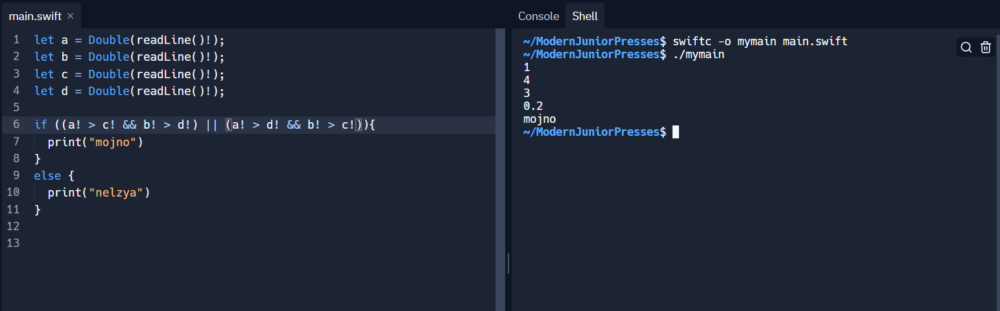 main.swift ×
1 let a = Double(readLine()!);
2 let b = Double(readLine()!);
3 let c = Double(readLine()!);
4 let d = Double(readLine()!);
5
6 if ((a! > c! && b! > d!) || (a! > d! && b! > c!)){
7   print("mojno")
8 }
9 else {
10   print("nelzya")
11 }
12
13
Console Shell
~/ModernJuniorPresses$ swiftc -o mymain main.swift
~/ModernJuniorPresses$ ./mymain
1
4
3
0.2
mojno
~/ModernJuniorPresses$